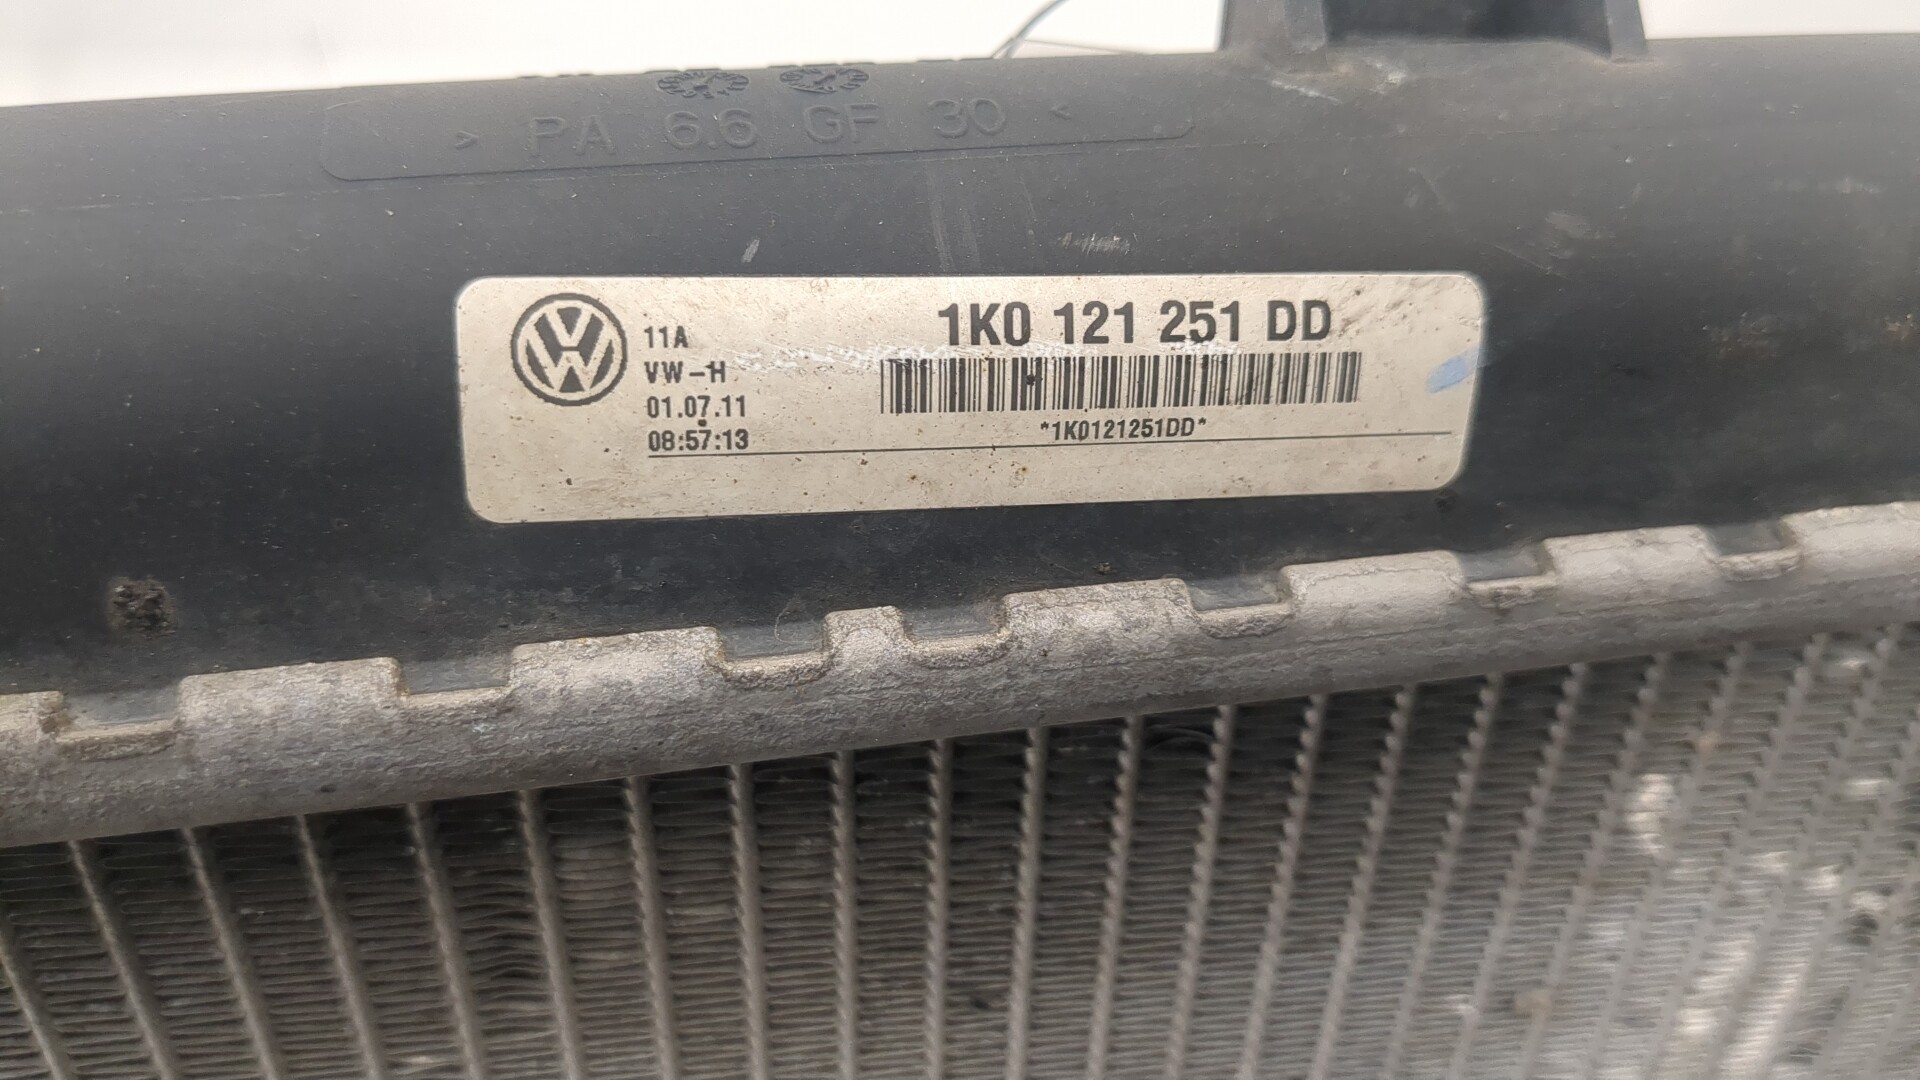 > PA 6.6 GF 30 <
1K0 121 251 DD
11A
VW-H
01.07.11
08:57:13
*1K0121251DD*